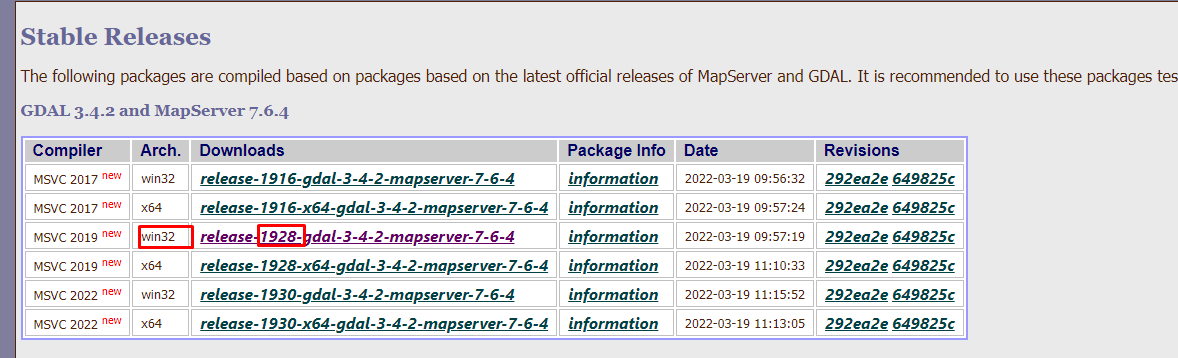 Stable Releases
The following packages are compiled based on packages based on the latest official releases of MapServer and GDAL. It is recommended to use these packages tes
GDAL 3.4.2 and MapServer 7.6.4
Compiler Arch. Downloads Package Info Date Revisions
MSVC 2017 new win32 release-1916-gdal-3-4-2-mapserver-7-6-4 information 2022-03-19 09:56:32 292ea2e 649825c
MSVC 2017 new x64 release-1916-x64-gdal-3-4-2-mapserver-7-6-4 information 2022-03-19 09:57:24 292ea2e 649825c
MSVC 2019 new win32 release-1928-gdal-3-4-2-mapserver-7-6-4 information 2022-03-19 09:57:19 292ea2e 649825c
MSVC 2019 new x64 release-1928-x64-gdal-3-4-2-mapserver-7-6-4 information 2022-03-19 11:10:33 292ea2e 649825c
MSVC 2022 new win32 release-1930-gdal-3-4-2-mapserver-7-6-4 information 2022-03-19 11:15:52 292ea2e 649825c
MSVC 2022 new x64 release-1930-x64-gdal-3-4-2-mapserver-7-6-4 information 2022-03-19 11:13:05 292ea2e 649825c